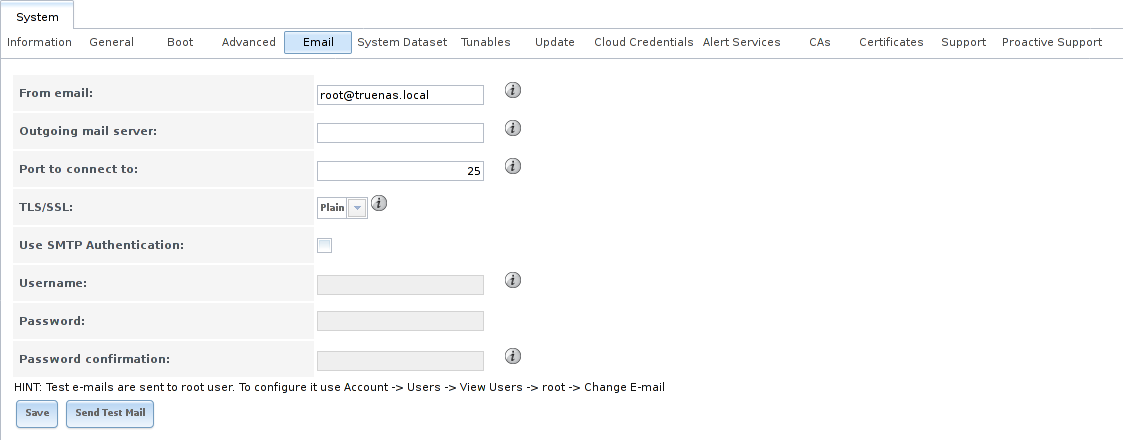 System
Information General Boot Advanced Email System Dataset Tunables Update Cloud Credentials Alert Services CAs Certificates Support Proactive Support
From email: root@truenas.local i
Outgoing mail server: i
Port to connect to: 25 i
TLS/SSL: Plain i
Use SMTP Authentication:
Username: i
Password:
Password confirmation: i
HINT: Test e-mails are sent to root user. To configure it use Account -> Users -> View Users -> root -> Change E-mail
Save Send Test Mail